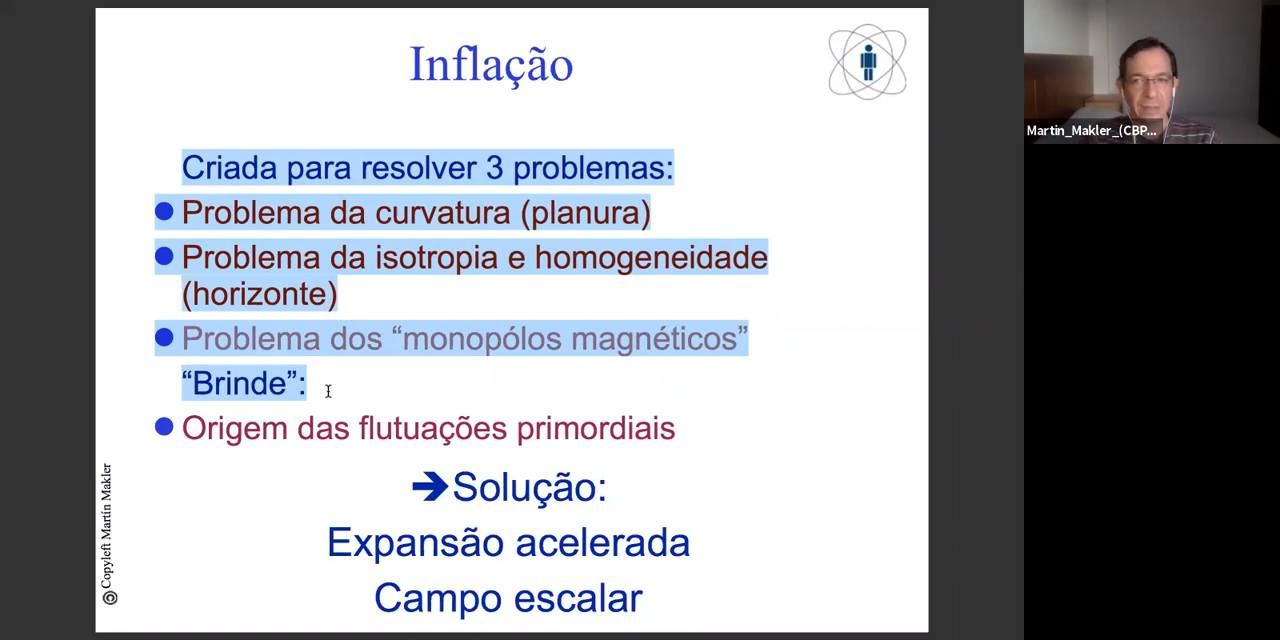 Inflação
Criada para resolver 3 problemas:
Problema da curvatura (planura)
Problema da isotropia e homogeneidade
(horizonte)
Problema dos “monopólos magnéticos”
“Brinde”:
Origem das flutuações primordiais
➔Solução:
Expansão acelerada
Campo escalar
Copyleft Martín Makler
Martin_Makler_(CBP...